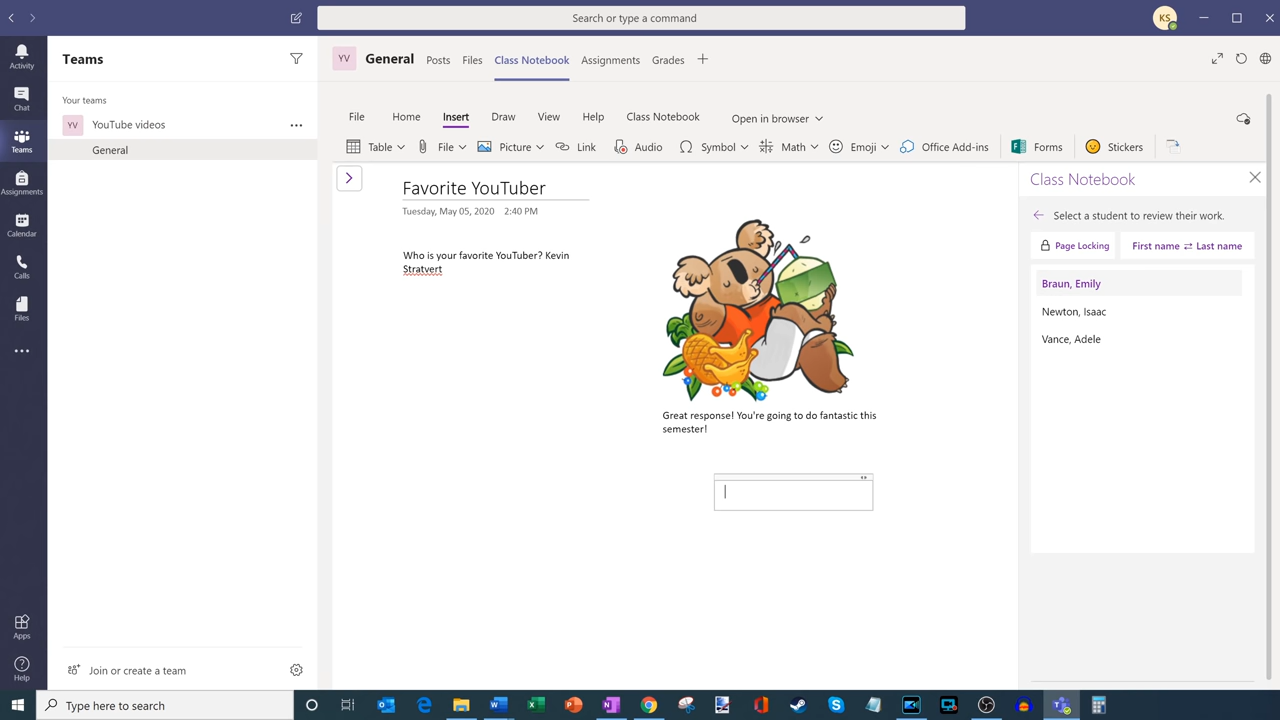 Search or type a command
KS
Activity
Chat
Teams
Assignments
Calendar
Calls
Files
Apps
Help
Teams
Your teams
YV
YouTube videos
General
Join or create a team
YV
General
Posts
Files
Class Notebook
Assignments
Grades
File
Home
Insert
Draw
View
Help
Class Notebook
Open in browser
Table
File
Picture
Link
Audio
Symbol
Math
Emoji
Office Add-ins
Forms
Stickers
Favorite YouTuber
Tuesday, May 05, 2020 2:40 PM
Who is your favorite YouTuber? Kevin
Stratvert
Great response! You're going to do fantastic this
semester!
Class Notebook
Select a student to review their work.
Page Locking
First name ⇄ Last name
Braun, Emily
Newton, Isaac
Vance, Adele
Type here to search